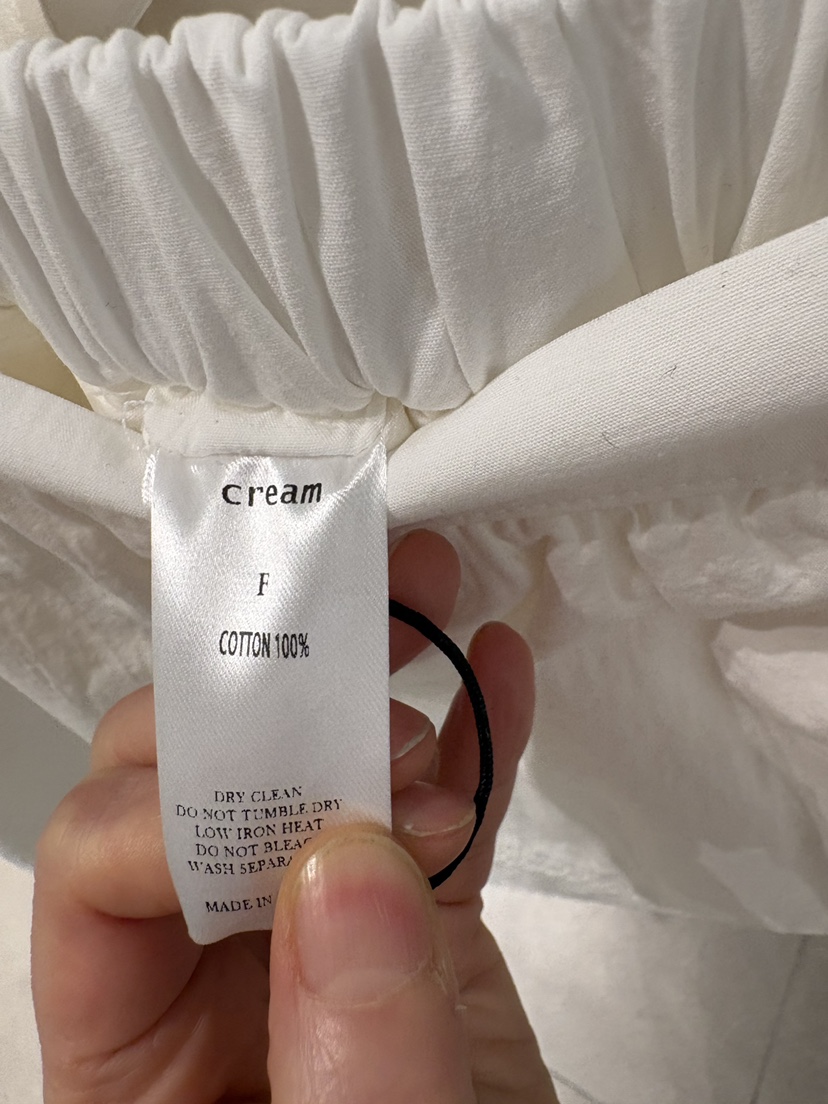 cream
F
COTTON 100%
DRY CLEAN
DO NOT TUMBLE DRY
LOW IRON HEAT
DO NOT
WASH
MADE IN